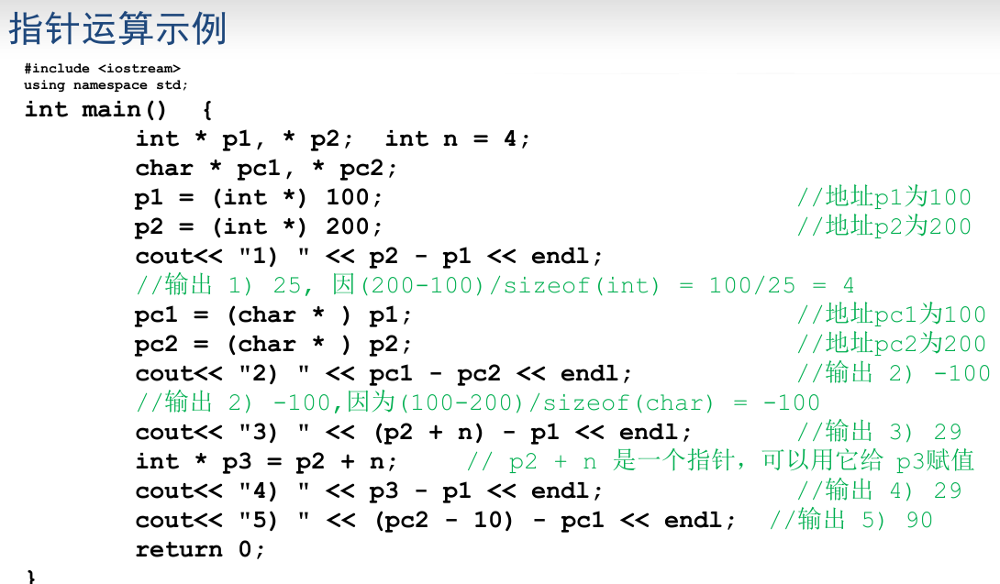 指针运算示例
#include <iostream>
using namespace std;
int main()  {
int * p1, * p2;  int n = 4;
char * pc1, * pc2;
p1 = (int *) 100; //地址p1为100
p2 = (int *) 200; //地址p2为200
cout<< "1) " << p2 - p1 << endl;
//输出 1) 25, 因(200-100)/sizeof(int) = 100/25 = 4
pc1 = (char * ) p1; //地址pc1为100
pc2 = (char * ) p2; //地址pc2为200
cout<< "2) " << pc1 - pc2 << endl; //输出 2) -100
//输出 2) -100,因为(100-200)/sizeof(char) = -100
cout<< "3) " << (p2 + n) - p1 << endl; //输出 3) 29
int * p3 = p2 + n; // p2 + n 是一个指针，可以用它给 p3赋值
cout<< "4) " << p3 - p1 << endl; //输出 4) 29
cout<< "5) " << (pc2 - 10) - pc1 << endl; //输出 5) 90
return 0;
}